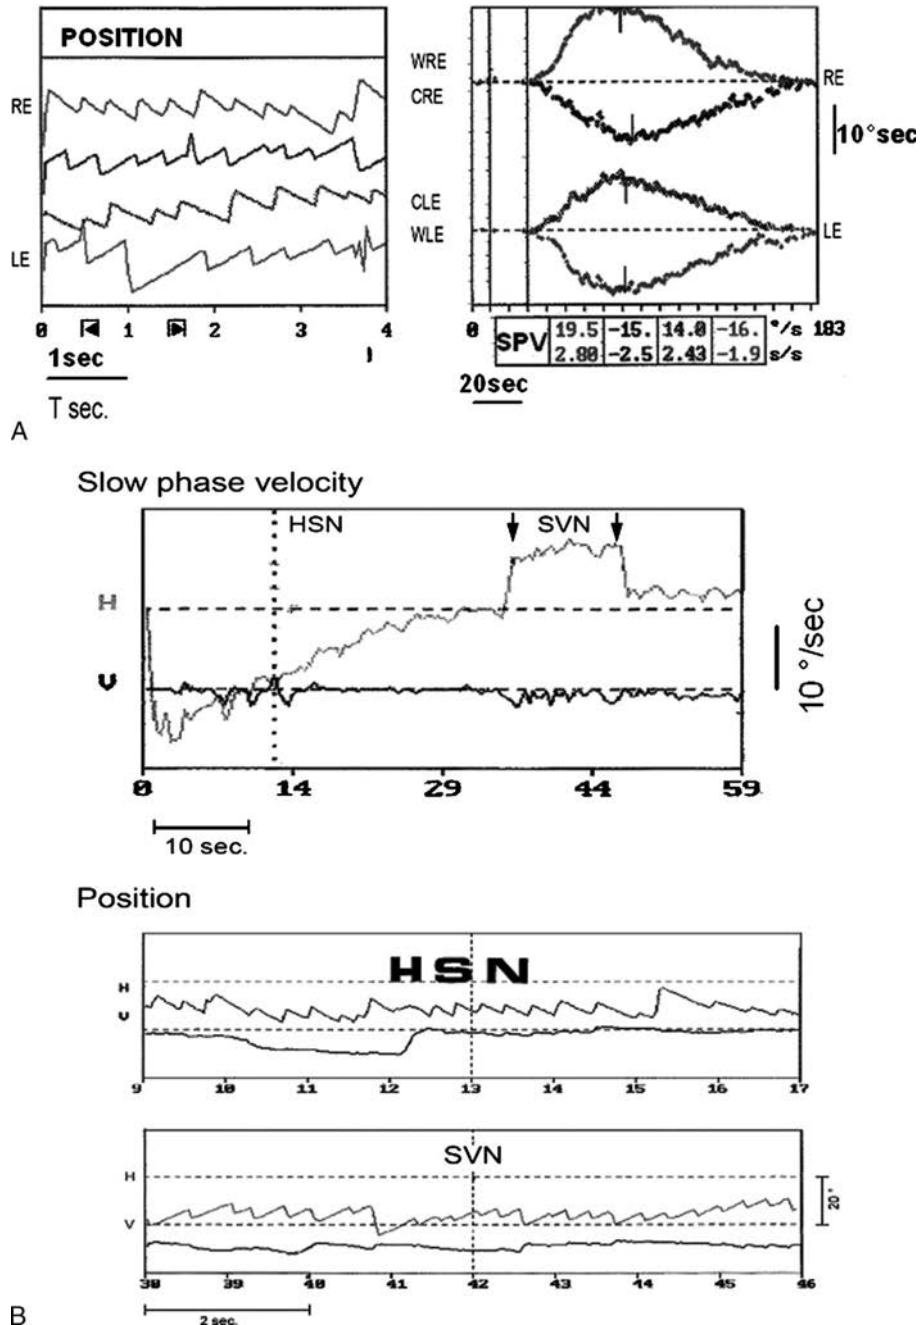 POSITION
RE
LE
0 1 2 3 4
1sec
T sec.
WRE
CRE
CLE
WLE
RE
10°sec
LE
0 183
SPV 19.5 -15. 14.0 -16. °/s
2.80 -2.5 2.43 -1.9 s/s
20sec
A
Slow phase velocity
HSN SVN
H
V
10 °/sec
0 14 29 44 59
10 sec.
Position
HSN
H
V
9 10 11 12 13 14 15 16 17
SVN
H
V
20°
38 39 40 41 42 43 44 45 46
2 sec.
B